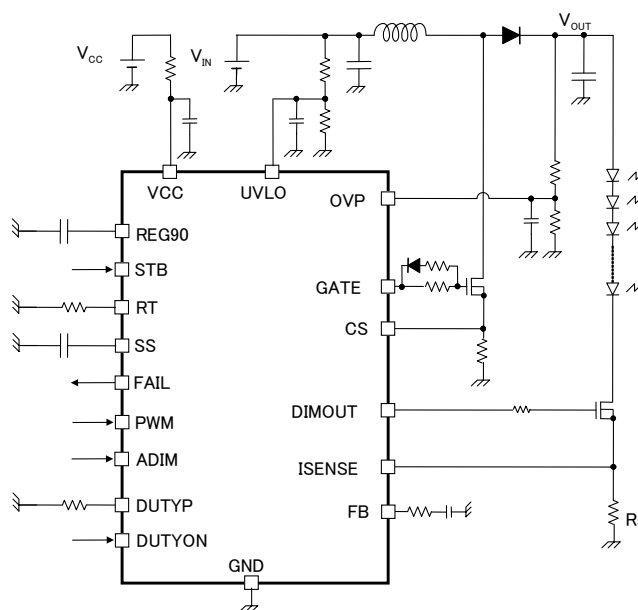 VCC
VIN
VOUT
VCC
UVLO
OVP
REG90
STB
GATE
RT
CS
SS
FAIL
DIMOUT
PWM
ADIM
ISENSE
DUTYP
FB
R
DUTYON
GND